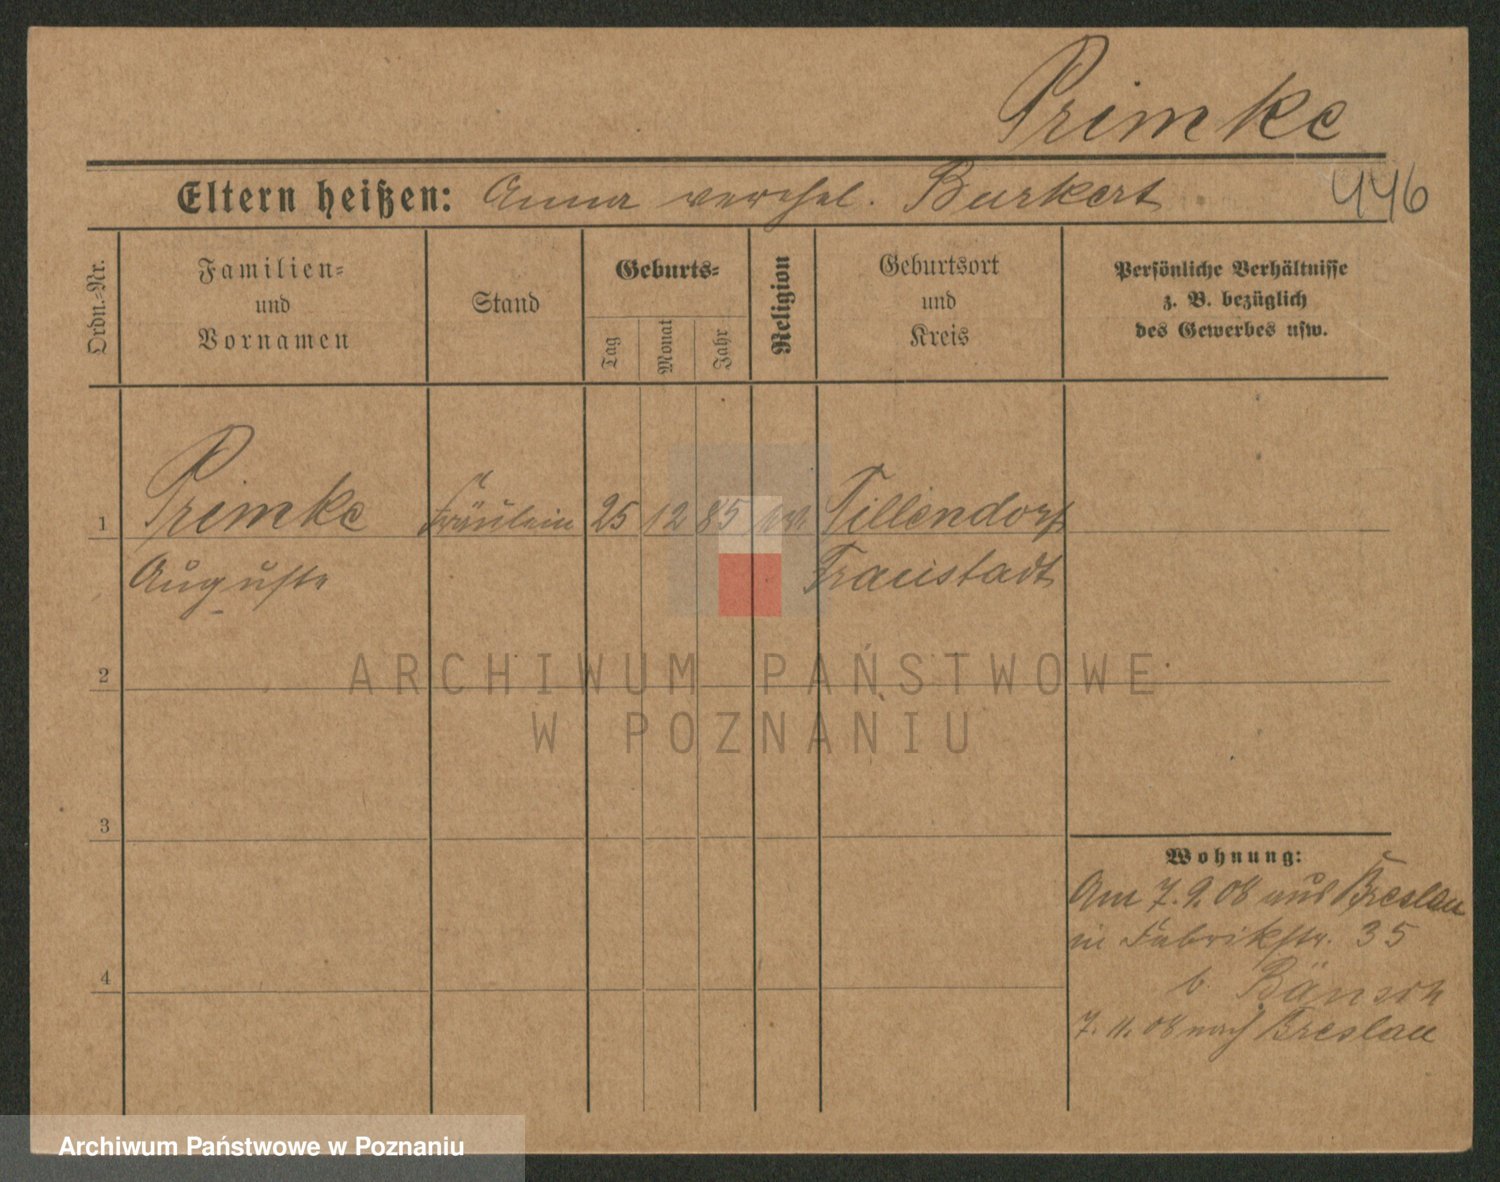 Primke
Eltern heißen: Anna verehel. Burkert
446
Ordn.-Nr.
Familien-
und
Vornamen
Stand
Geburts-
Tag
Monat
Jahr
Religion
Geburtsort
und
Kreis
Persönliche Verhältnisse
z. B. bezüglich
des Gewerbes usw.
1
Primke
Fräulein
25
12
85
Tillendorf
Auguste
Fraustadt
2
ARCHIWUM PAŃSTWOWE
W POZNANIU
3
Wohnung:
Am 7.9.08 aus Breslau
in Fabrikstr. 35
b. Bänsch
4
7.11.08 nach Breslau
Archiwum Państwowe w Poznaniu